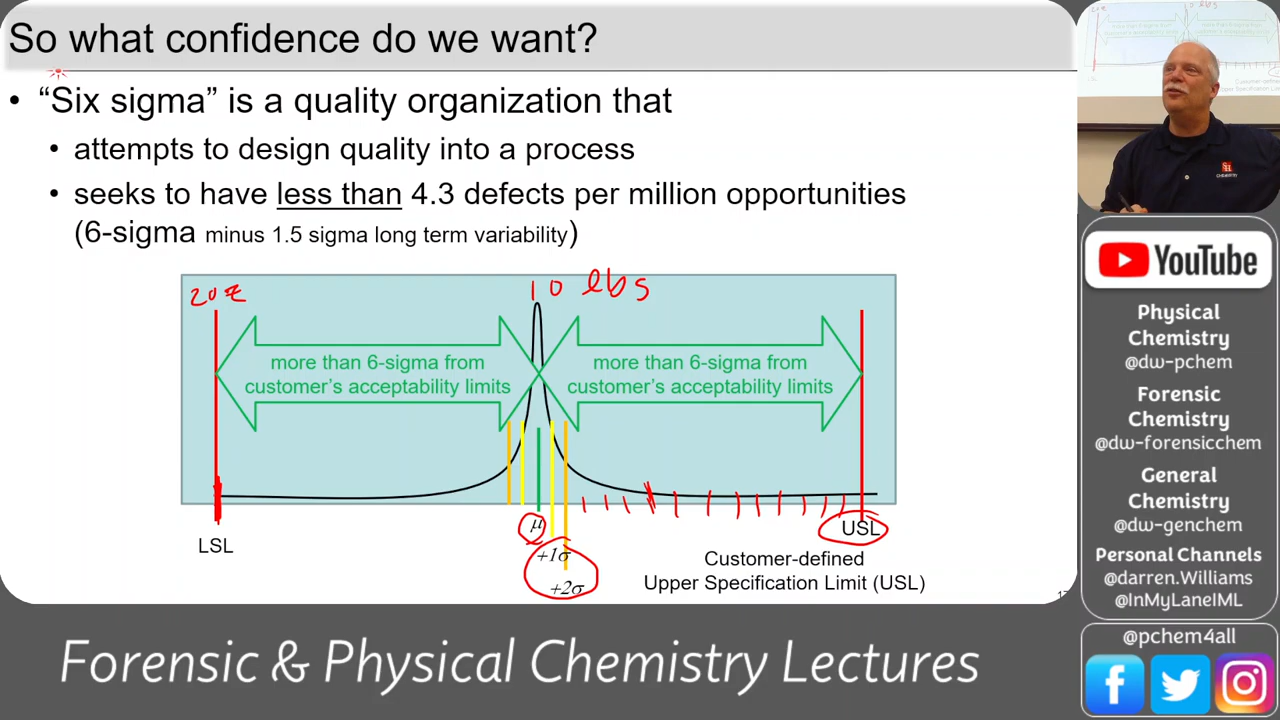 So what confidence do we want?
• “Six sigma” is a quality organization that
• attempts to design quality into a process
• seeks to have less than 4.3 defects per million opportunities
(6-sigma minus 1.5 sigma long term variability)
20z
10 lbs
more than 6-sigma from
customer’s acceptability limits
more than 6-sigma from
customer’s acceptability limits
LSL
μ
+1σ
+2σ
USL
Customer-defined
Upper Specification Limit (USL)
YouTube
Physical
Chemistry
@dw-pchem
Forensic
Chemistry
@dw-forensicchem
General
Chemistry
@dw-genchem
Personal Channels
@darren.Williams
@InMyLaneIML
@pchem4all
Forensic & Physical Chemistry Lectures